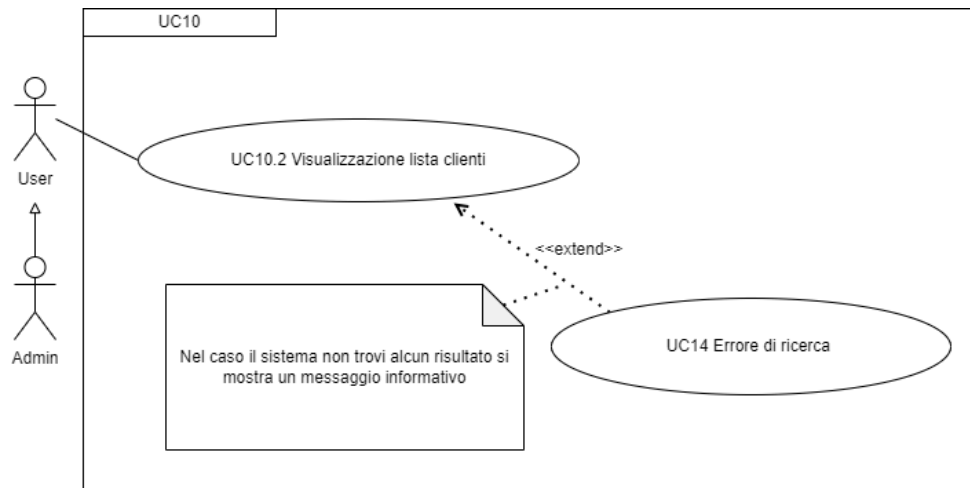 UC10
UC10.2 Visualizzazione lista clienti
User
<<extend>>
Nel caso il sistema non trovi alcun risultato si
mostra un messaggio informativo
UC14 Errore di ricerca
Admin